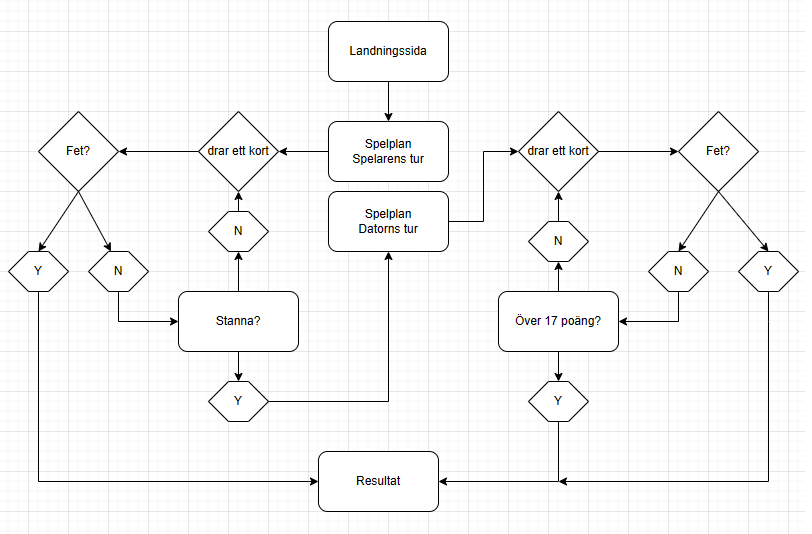 Landningssida
Fet?
drar ett kort
Spelplan
Spelarens tur
drar ett kort
Fet?
Spelplan
Datorns tur
N
N
Y
N
N
Y
Stanna?
Över 17 poäng?
Y
Y
Resultat